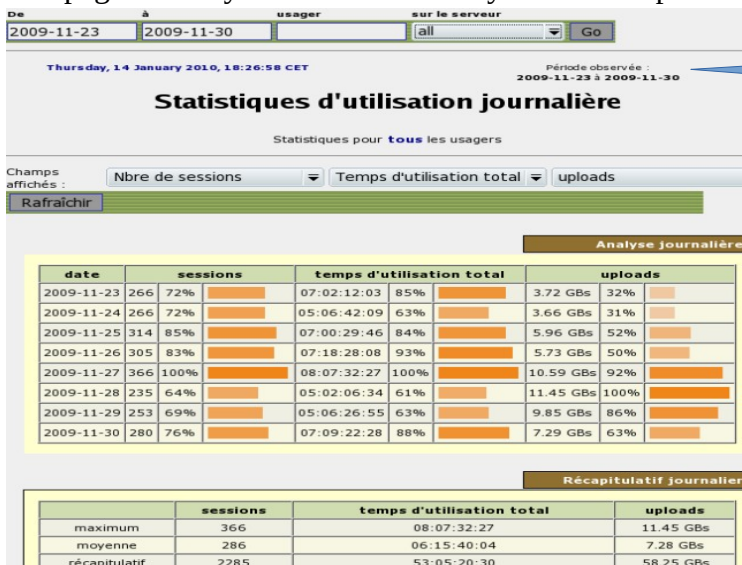 De à usager sur le serveur
2009-11-23 2009-11-30 all Go
Thursday, 14 January 2010, 18:26:58 CET
Période observée :
2009-11-23 à 2009-11-30
Statistiques d'utilisation journalière
Statistiques pour tous les usagers
Champs affichés : Nbre de sessions Temps d'utilisation total uploads
Rafraîchir
Analyse journalière
date sessions temps d'utilisation total uploads
2009-11-23 266 72% 07:02:12:03 85% 3.72 GBs 32%
2009-11-24 266 72% 05:06:42:09 63% 3.66 GBs 31%
2009-11-25 314 85% 07:00:29:46 84% 5.96 GBs 52%
2009-11-26 305 83% 07:18:28:08 93% 5.73 GBs 50%
2009-11-27 366 100% 08:07:32:27 100% 10.59 GBs 92%
2009-11-28 235 64% 05:02:06:34 61% 11.45 GBs 100%
2009-11-29 253 69% 05:06:26:55 63% 9.85 GBs 86%
2009-11-30 280 76% 07:09:22:28 88% 7.29 GBs 63%
Récapitulatif journalier
sessions temps d'utilisation total uploads
maximum 366 08:07:32:27 11.45 GBs
moyenne 286 06:15:40:04 7.28 GBs
récapitulatif 2285 53:05:20:30 58.25 GBs